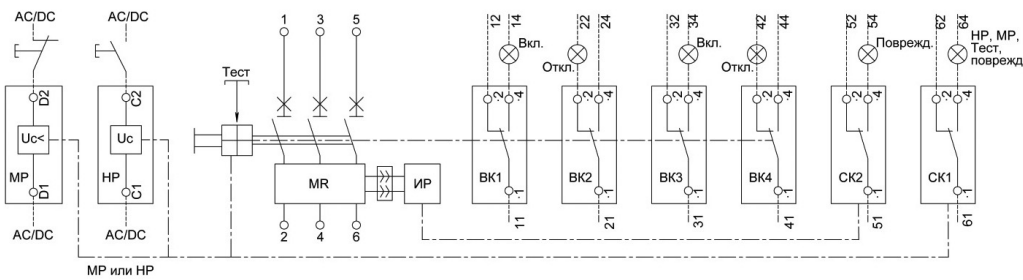 AC/DC AC/DC
1 3 5
12 14 22 24 32 34 42 44 52 54 62 64
Вкл.
Откл.
Вкл.
Откл.
Поврежд.
НР, МР,
Тест,
поврежд
Тест
D2 C2
.2 .4 .2 .4 .2 .4 .2 .4 .2 .4 .2 .4
Uc< Uc
МР НР
MR ИР
ВК1 ВК2 ВК3 ВК4 СК2 СК1
D1 C1
.1 .1 .1 .1 .1 .1
11 21 31 41 51 61
2 4 6
AC/DC AC/DC
МР или НР